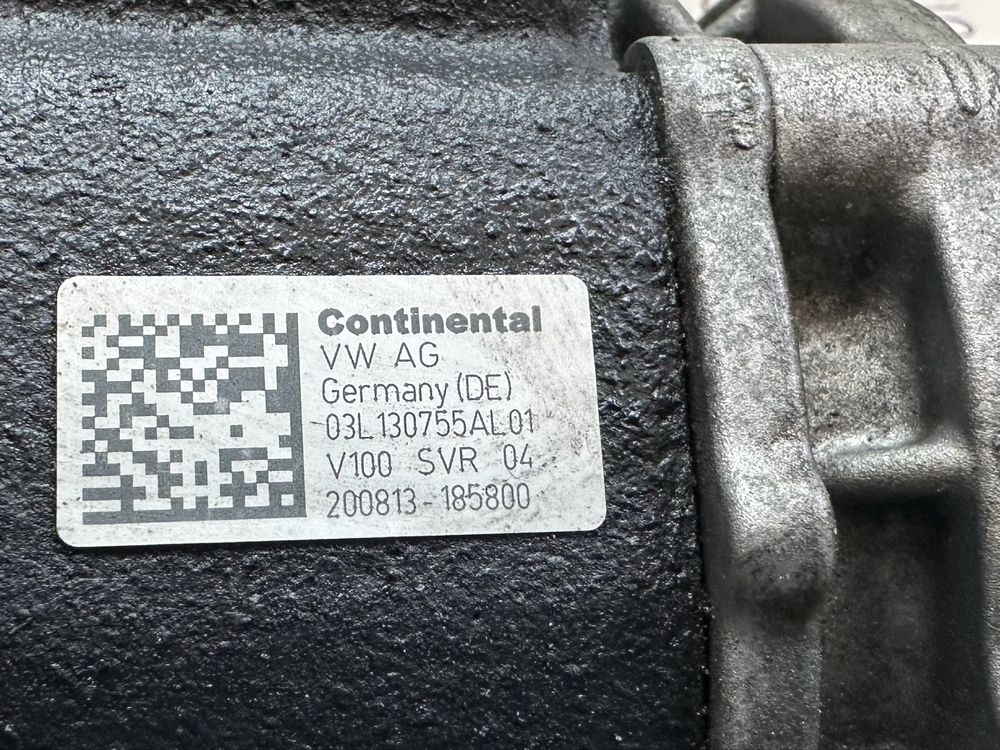 Continental
VW AG
Germany (DE)
03L130755AL01
V100 SVR 04
200813-185800